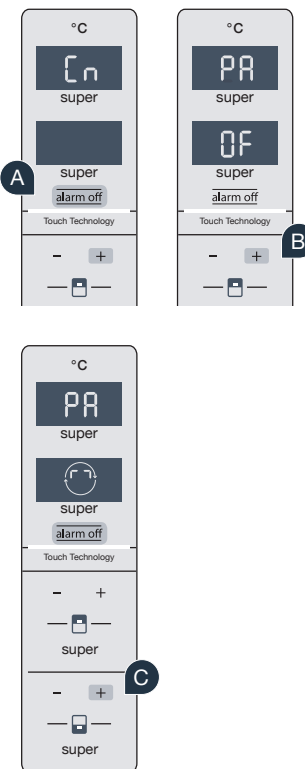 °C
Cn
super
super
alarm off
Touch Technology
- +
A
°C
PA
super
OF
super
alarm off
Touch Technology
- +
B
°C
PA
super
super
alarm off
Touch Technology
- +
super
C
- +
super